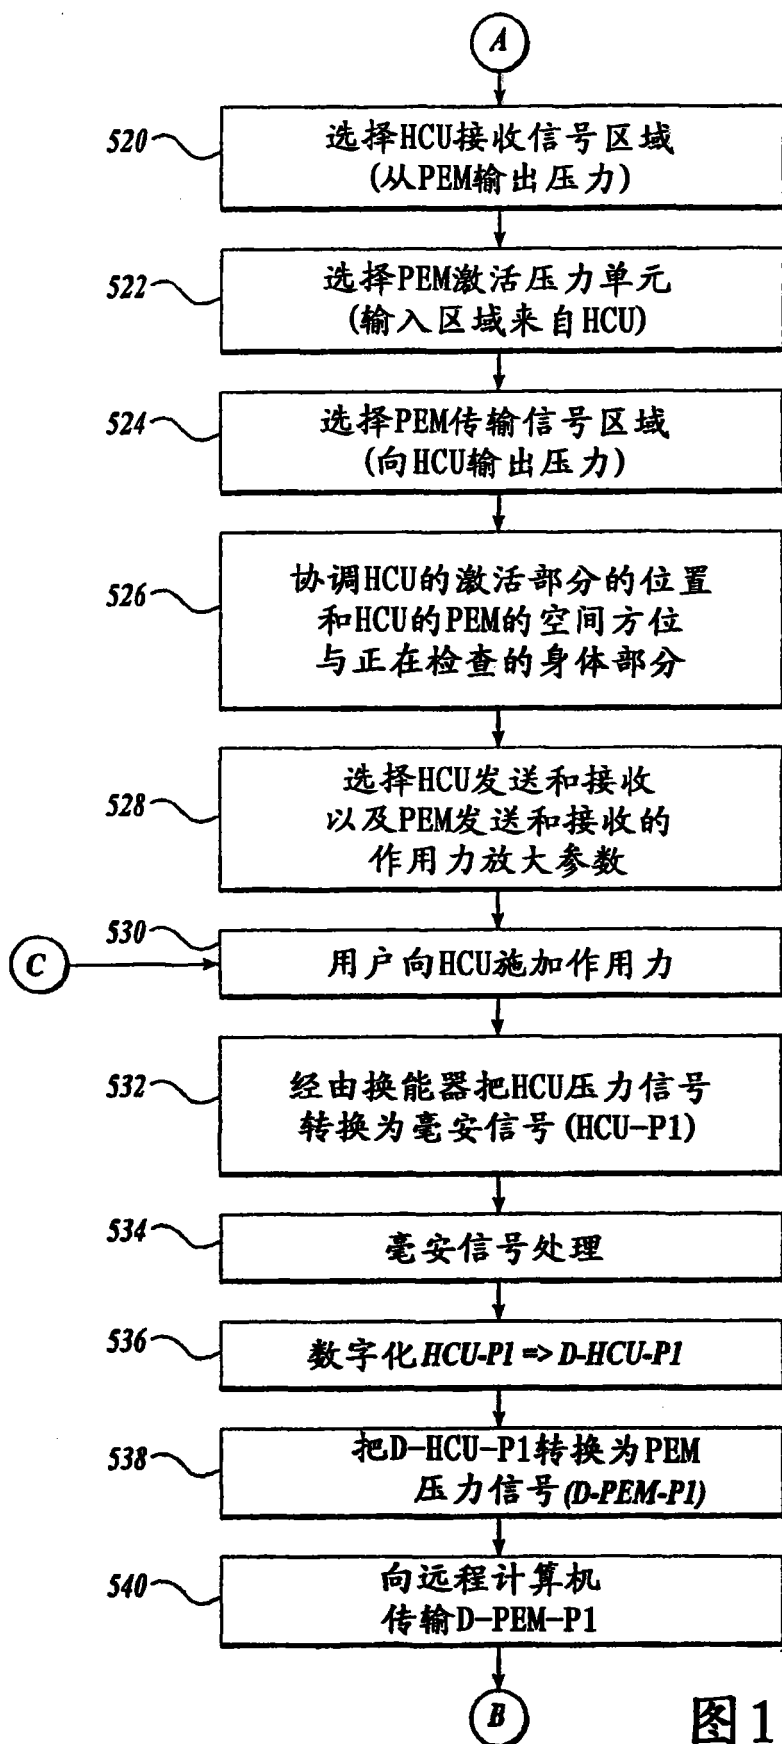 A
520
选择HCU接收信号区域
(从PEM输出压力)
522
选择PEM激活压力单元
(输入区域来自HCU)
524
选择PEM传输信号区域
(向HCU输出压力)
526
协调HCU的激活部分的位置
和HCU的PEM的空间方位
与正在检查的身体部分
528
选择HCU发送和接收
以及PEM发送和接收的
作用力放大参数
530
C
用户向HCU施加作用力
532
经由换能器把HCU压力信号
转换为毫安信号(HCU-P1)
534
毫安信号处理
536
数字化HCU-P1=>D-HCU-P1
538
把D-HCU-P1转换为PEM
压力信号(D-PEM-P1)
540
向远程计算机
传输D-PEM-P1
B
图1